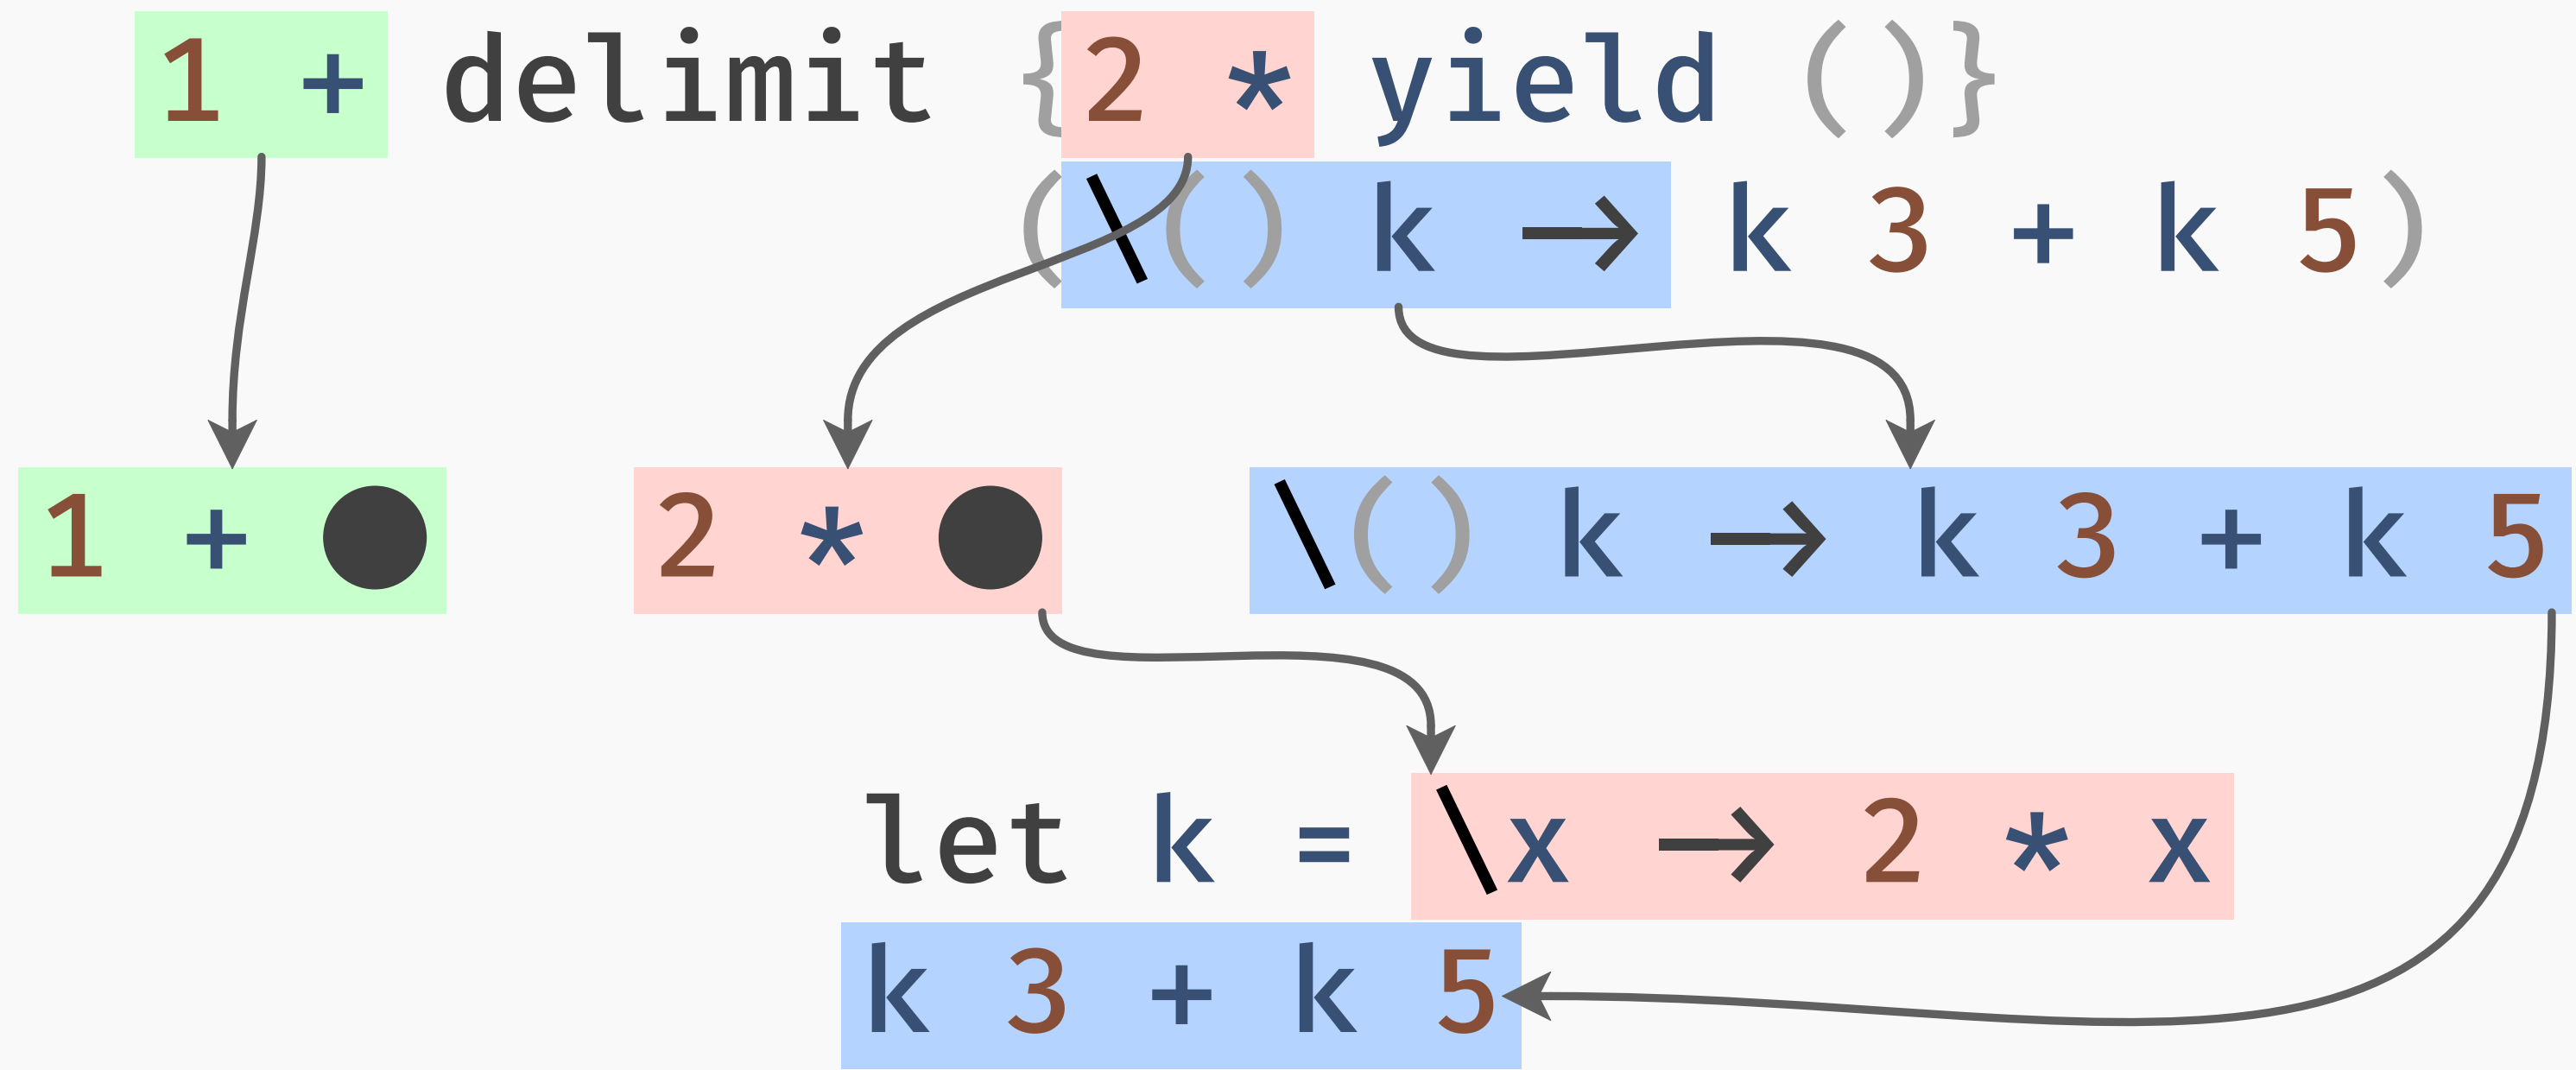 1 + delimit {2 * yield ()}
(\() k → k 3 + k 5)
1 + ●
2 * ●
\() k → k 3 + k 5
let k = \x → 2 * x
k 3 + k 5